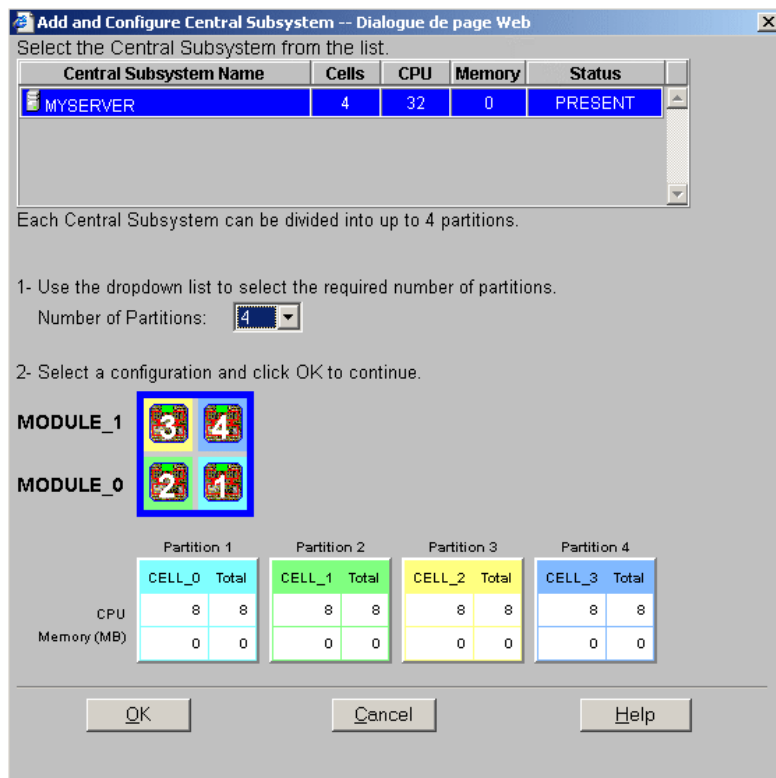 Add and Configure Central Subsystem -- Dialogue de page Web
Select the Central Subsystem from the list.
Central Subsystem Name Cells CPU Memory Status
MYSERVER 4 32 0 PRESENT
Each Central Subsystem can be divided into up to 4 partitions.
1- Use the dropdown list to select the required number of partitions.
Number of Partitions: 4
2- Select a configuration and click OK to continue.
MODULE_1 3 4
MODULE_0 2 1
Partition 1 Partition 2 Partition 3 Partition 4
CELL_0 Total CELL_1 Total CELL_2 Total CELL_3 Total
CPU 8 8 8 8 8 8 8 8
Memory (MB) 0 0 0 0 0 0 0 0
OK Cancel Help